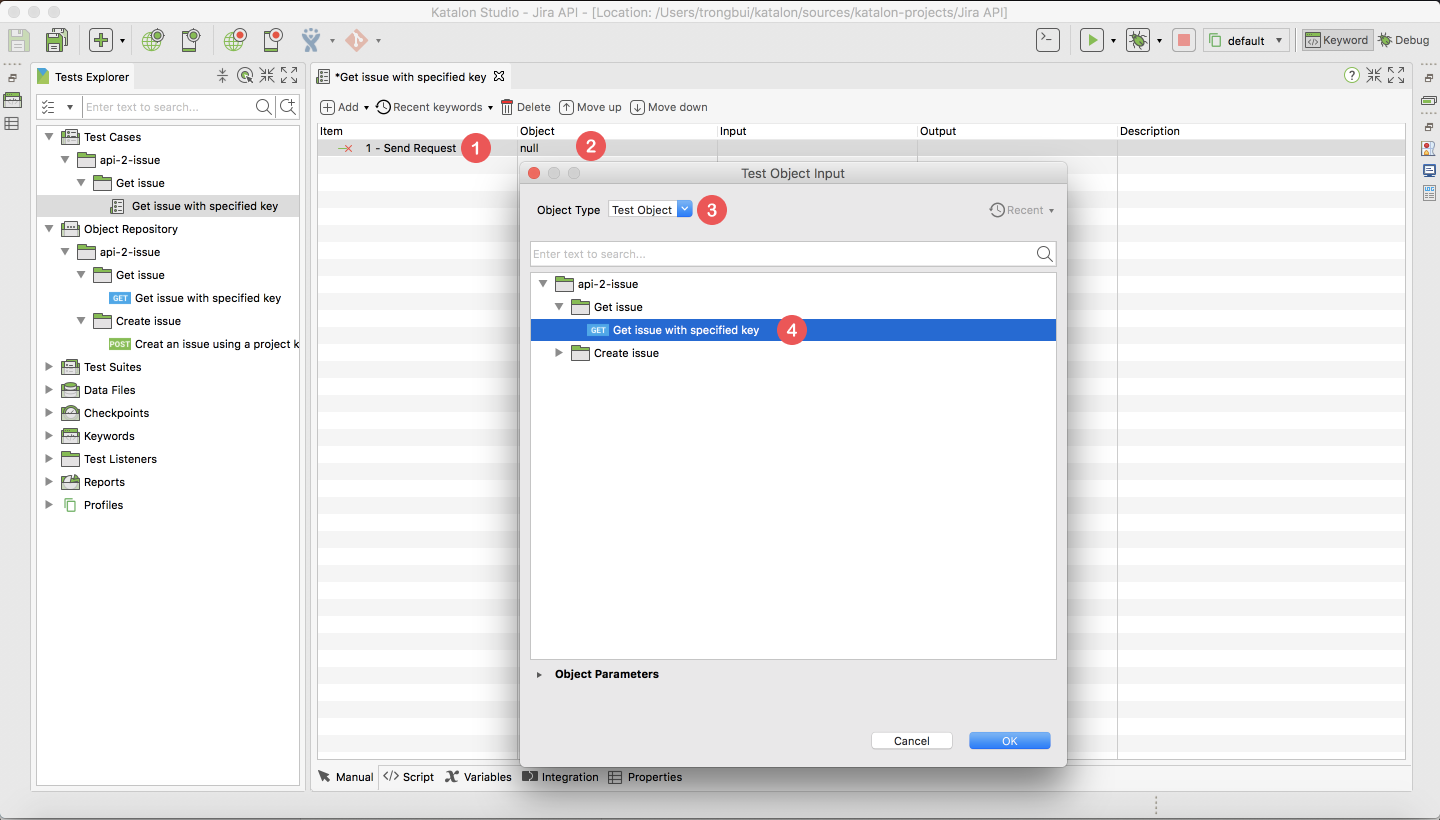 Katalon Studio - Jira API - [Location: /Users/trongbui/katalon/sources/katalon-projects/Jira API]
default
Keyword
Debug
Tests Explorer
*Get issue with specified key
Enter text to search...
Add
Recent keywords
Delete
Move up
Move down
Item
Object
Input
Output
Description
1 - Send Request
1
null
2
Test Cases
api-2-issue
Get issue
Get issue with specified key
Object Repository
api-2-issue
Get issue
GET Get issue with specified key
Create issue
POST Creat an issue using a project k
Test Suites
Data Files
Checkpoints
Keywords
Test Listeners
Reports
Profiles
Test Object Input
Object Type
Test Object
3
Recent
Enter text to search...
api-2-issue
Get issue
GET Get issue with specified key
4
Create issue
Object Parameters
Cancel
OK
Manual
Script
Variables
Integration
Properties